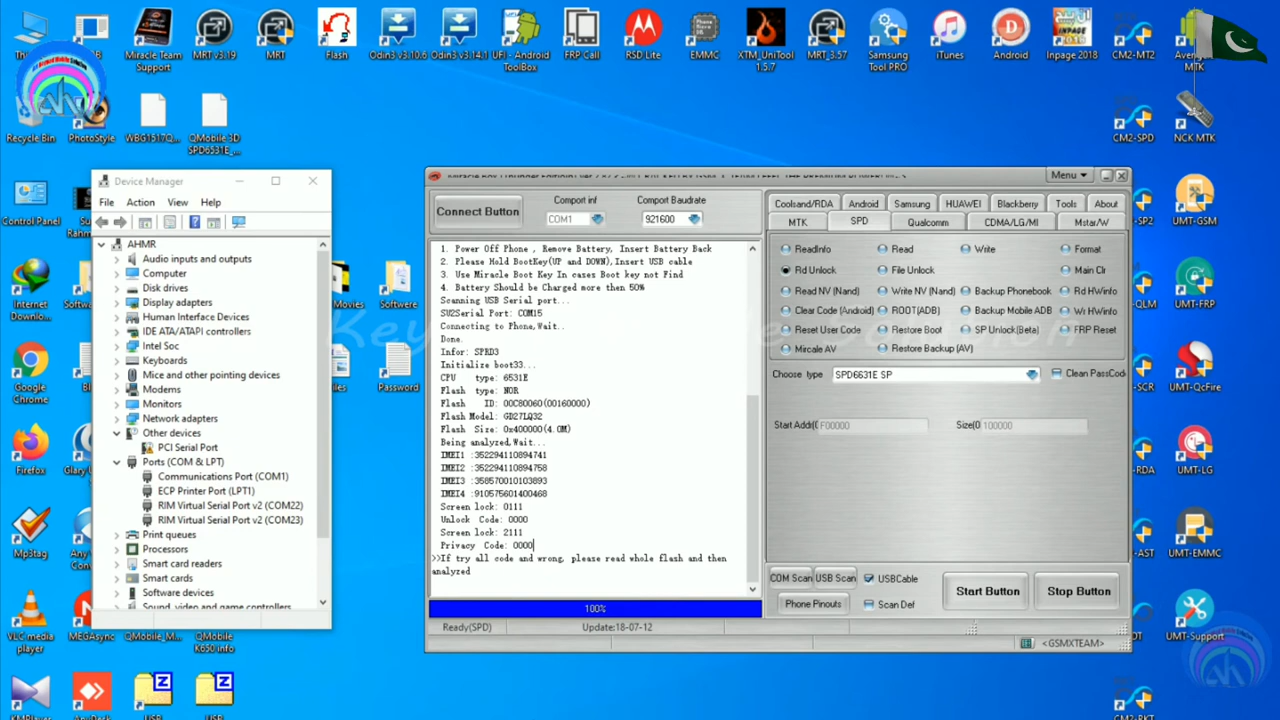 Miracle Team
Support
MRT V3.19
MRT
Flash
Odin3 v3.10.6
Odin3 v3.14.1
UFI - Android
ToolBox
FRP Call
RSD Lite
EMMC
XTM_UniTool
1.5.7
MRT_3.57
Samsung
Tool PRO
iTunes
Android
Inpage 2018
CM2-MT2
MTK
Recycle Bin
PhotoStyle
WBG1517Q...
QMobile 3D
SPD6531E_...
CM2-SPD
NCK MTK
Control Panel
UMT-GSM
Internet
Downlo...
Movies
Software
UMT-FRP
Google
Chrome
Password
UMT-QcFire
Firefox
UMT-LG
Mp3tag
UMT-EMMC
VLC media
player
MEGAsync
QMobile_M...
QMobile
K650 info
UMT-Support
Device Manager
File Action View Help
AHMR
Audio inputs and outputs
Computer
Disk drives
Display adapters
Human Interface Devices
IDE ATA/ATAPI controllers
Intel Soc
Keyboards
Mice and other pointing devices
Modems
Monitors
Network adapters
Other devices
PCI Serial Port
Ports (COM & LPT)
Communications Port (COM1)
ECP Printer Port (LPT1)
RIM Virtual Serial Port v2 (COM22)
RIM Virtual Serial Port v2 (COM23)
Print queues
Processors
Smart card readers
Smart cards
Software devices
Sound, video and game controllers
Menu
Connect Button
Comport inf
COM1
Comport Baudrate
921600
1. Power Off Phone , Remove Battery, Insert Battery Back
2. Please Hold BootKey(UP and DOWN),Insert USB cable
3. Use Miracle Boot Key In cases Boot key not Find
4. Battery Should be Charged more then 50%
Scanning USB Serial port...
SU2Serial Port: COM15
Connecting to Phone,Wait..
Done.
Infor: SPRD3
Initialize boot33...
CPU type: 6531E
Flash type: NOR
Flash ID: 00C80060(00160000)
Flash Model: GD27LQ32
Flash Size: 0x400000(4.0M)
Being analyzed,Wait...
IMEI1 :352294110894741
IMEI2 :352294110894758
IMEI3 :358570010103893
IMEI4 :910575601400468
Screen lock: 0111
Unlock Code: 0000
Screen lock: 2111
Privacy Code: 0000
>>If try all code and wrong, please read whole flash and then
analyzed
100%
Ready(SPD)
Update:18-07-12
<GSMXTEAM>
Coolsand/RDA Android Samsung HUAWEI Blackberry Tools About
MTK SPD Qualcomm CDMA/LG/MI Mstar/W
ReadInfo Read Write Format
Rd Unlock File Unlock Main Clr
Read NV (Nand) Write NV (Nand) Backup Phonebook Rd HWinfo
Clear Code (Android) ROOT(ADB) Backup Mobile ADB Wr HWinfo
Reset User Code Restore Boot SP Unlock(Beta) FRP Reset
Mircale AV Restore Backup (AV)
Choose type SPD6631E SP Clean PassCod
Start Addr(0 F00000 Size(0 100000
COM Scan USB Scan USBCable
Phone Pinouts Scan Def
Start Button Stop Button